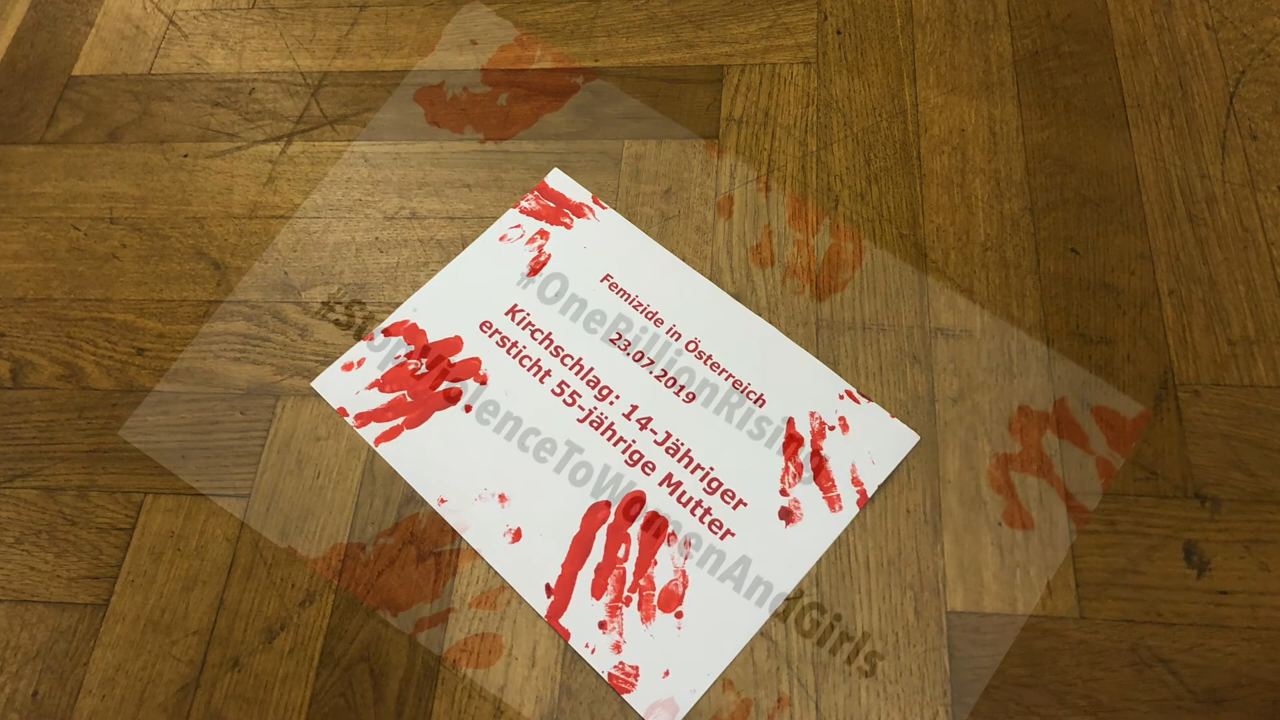 Femizide in Österreich
23.07.2019
Kirchschlag: 14-Jähriger
ersticht 55-jährige Mutter
#OneBillionRising
#StopViolenceToWomenAndGirls